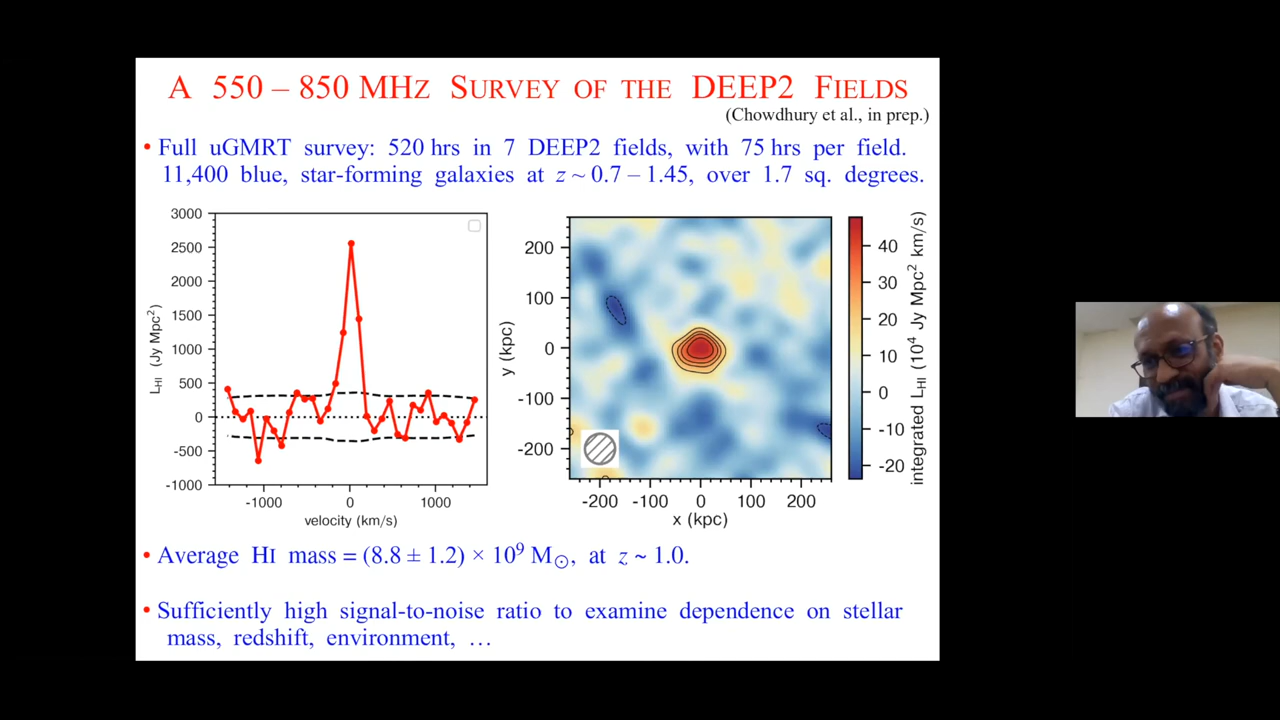 A 550 – 850 MHZ SURVEY OF THE DEEP2 FIELDS
(Chowdhury et al., in prep.)
• Full uGMRT survey: 520 hrs in 7 DEEP2 fields, with 75 hrs per field.
11,400 blue, star-forming galaxies at z ~ 0.7 – 1.45, over 1.7 sq. degrees.
3000
2500
2000
1500
1000
500
0
-500
-1000
L_HI (Jy Mpc²)
-1000 0 1000
velocity (km/s)
200
100
0
-100
-200
y (kpc)
-200 -100 0 100 200
x (kpc)
40
30
20
10
0
-10
-20
integrated L_HI (10⁴ Jy Mpc² km/s)
• Average HI mass = (8.8 ± 1.2) × 10⁹ M☉, at z ~ 1.0.
• Sufficiently high signal-to-noise ratio to examine dependence on stellar
mass, redshift, environment, …